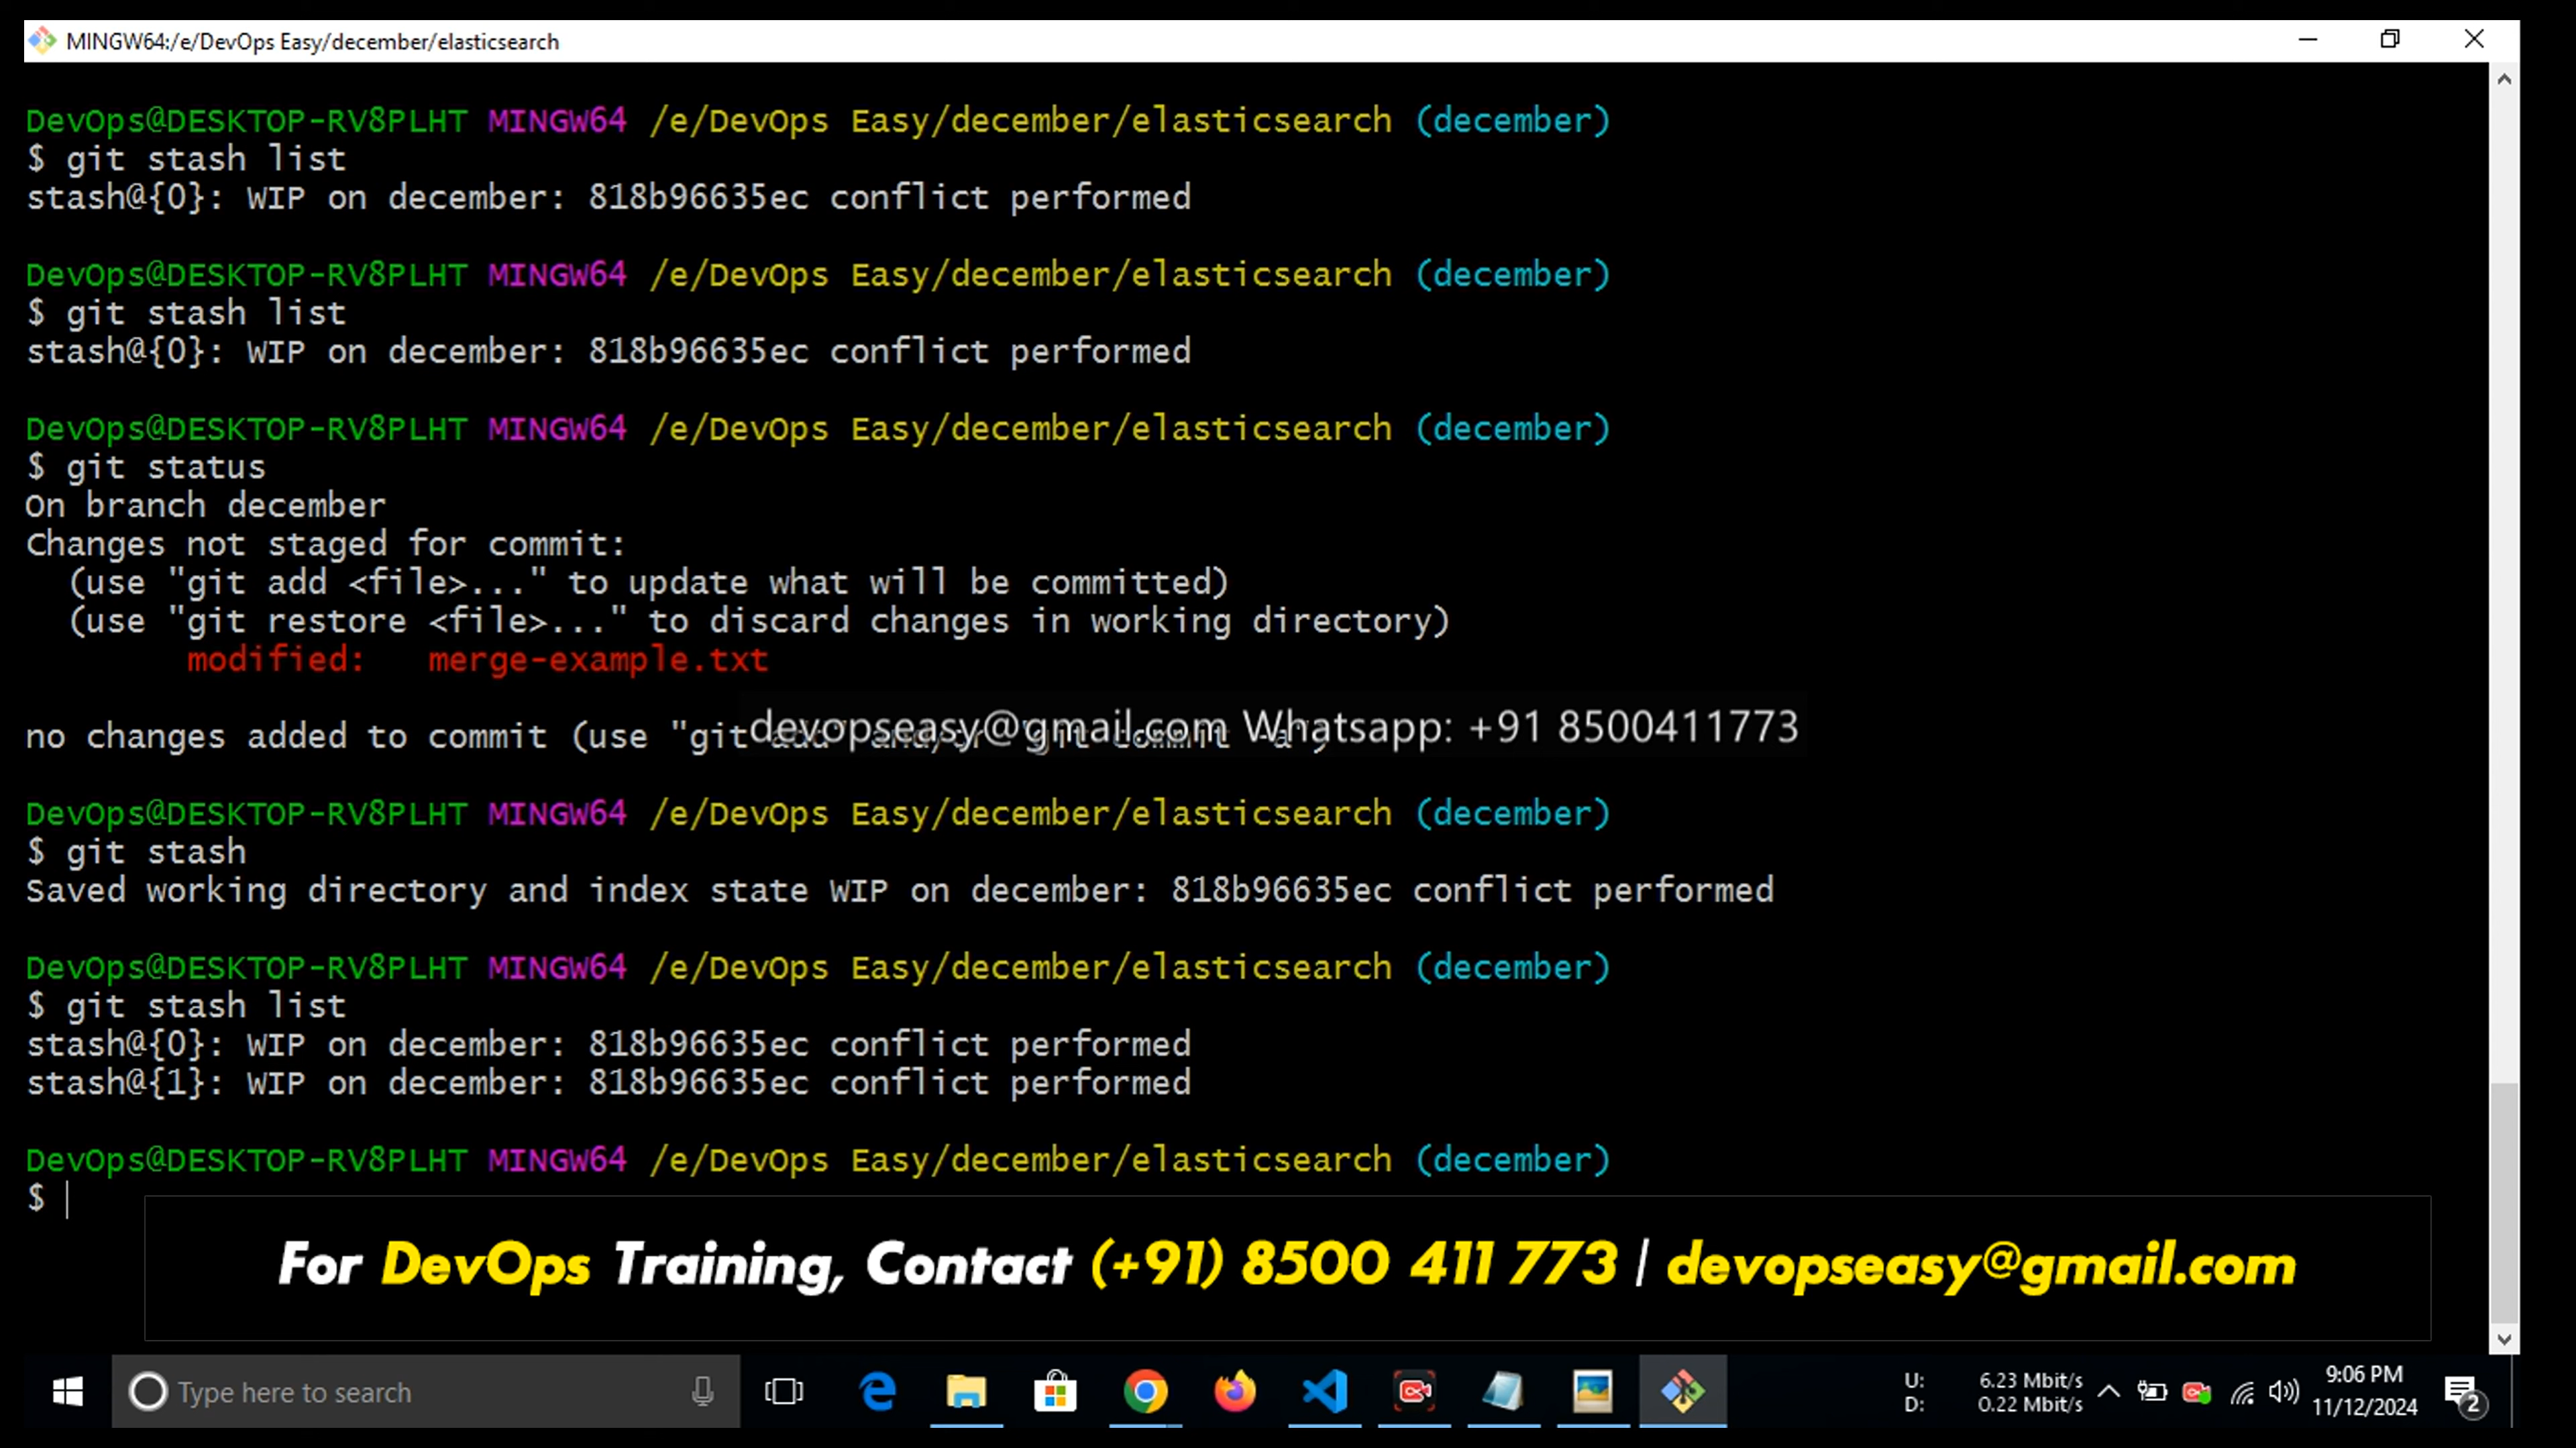 MINGW64:/e/DevOps Easy/december/elasticsearch
DevOps@DESKTOP-RV8PLHT MINGW64 /e/DevOps Easy/december/elasticsearch (december)
$ git stash list
stash@{0}: WIP on december: 818b96635ec conflict performed
DevOps@DESKTOP-RV8PLHT MINGW64 /e/DevOps Easy/december/elasticsearch (december)
$ git stash list
stash@{0}: WIP on december: 818b96635ec conflict performed
DevOps@DESKTOP-RV8PLHT MINGW64 /e/DevOps Easy/december/elasticsearch (december)
$ git status
On branch december
Changes not staged for commit:
(use "git add <file>..." to update what will be committed)
(use "git restore <file>..." to discard changes in working directory)
modified: merge-example.txt
devopseasy@gmail.com Whatsapp: +91 8500411773
no changes added to commit (use "git add" and/or "git commit -a")
DevOps@DESKTOP-RV8PLHT MINGW64 /e/DevOps Easy/december/elasticsearch (december)
$ git stash
Saved working directory and index state WIP on december: 818b96635ec conflict performed
DevOps@DESKTOP-RV8PLHT MINGW64 /e/DevOps Easy/december/elasticsearch (december)
$ git stash list
stash@{0}: WIP on december: 818b96635ec conflict performed
stash@{1}: WIP on december: 818b96635ec conflict performed
DevOps@DESKTOP-RV8PLHT MINGW64 /e/DevOps Easy/december/elasticsearch (december)
$
For DevOps Training, Contact (+91) 8500 411 773 | devopseasy@gmail.com
Type here to search
U: 6.23 Mbit/s
D: 0.22 Mbit/s
9:06 PM
11/12/2024
2